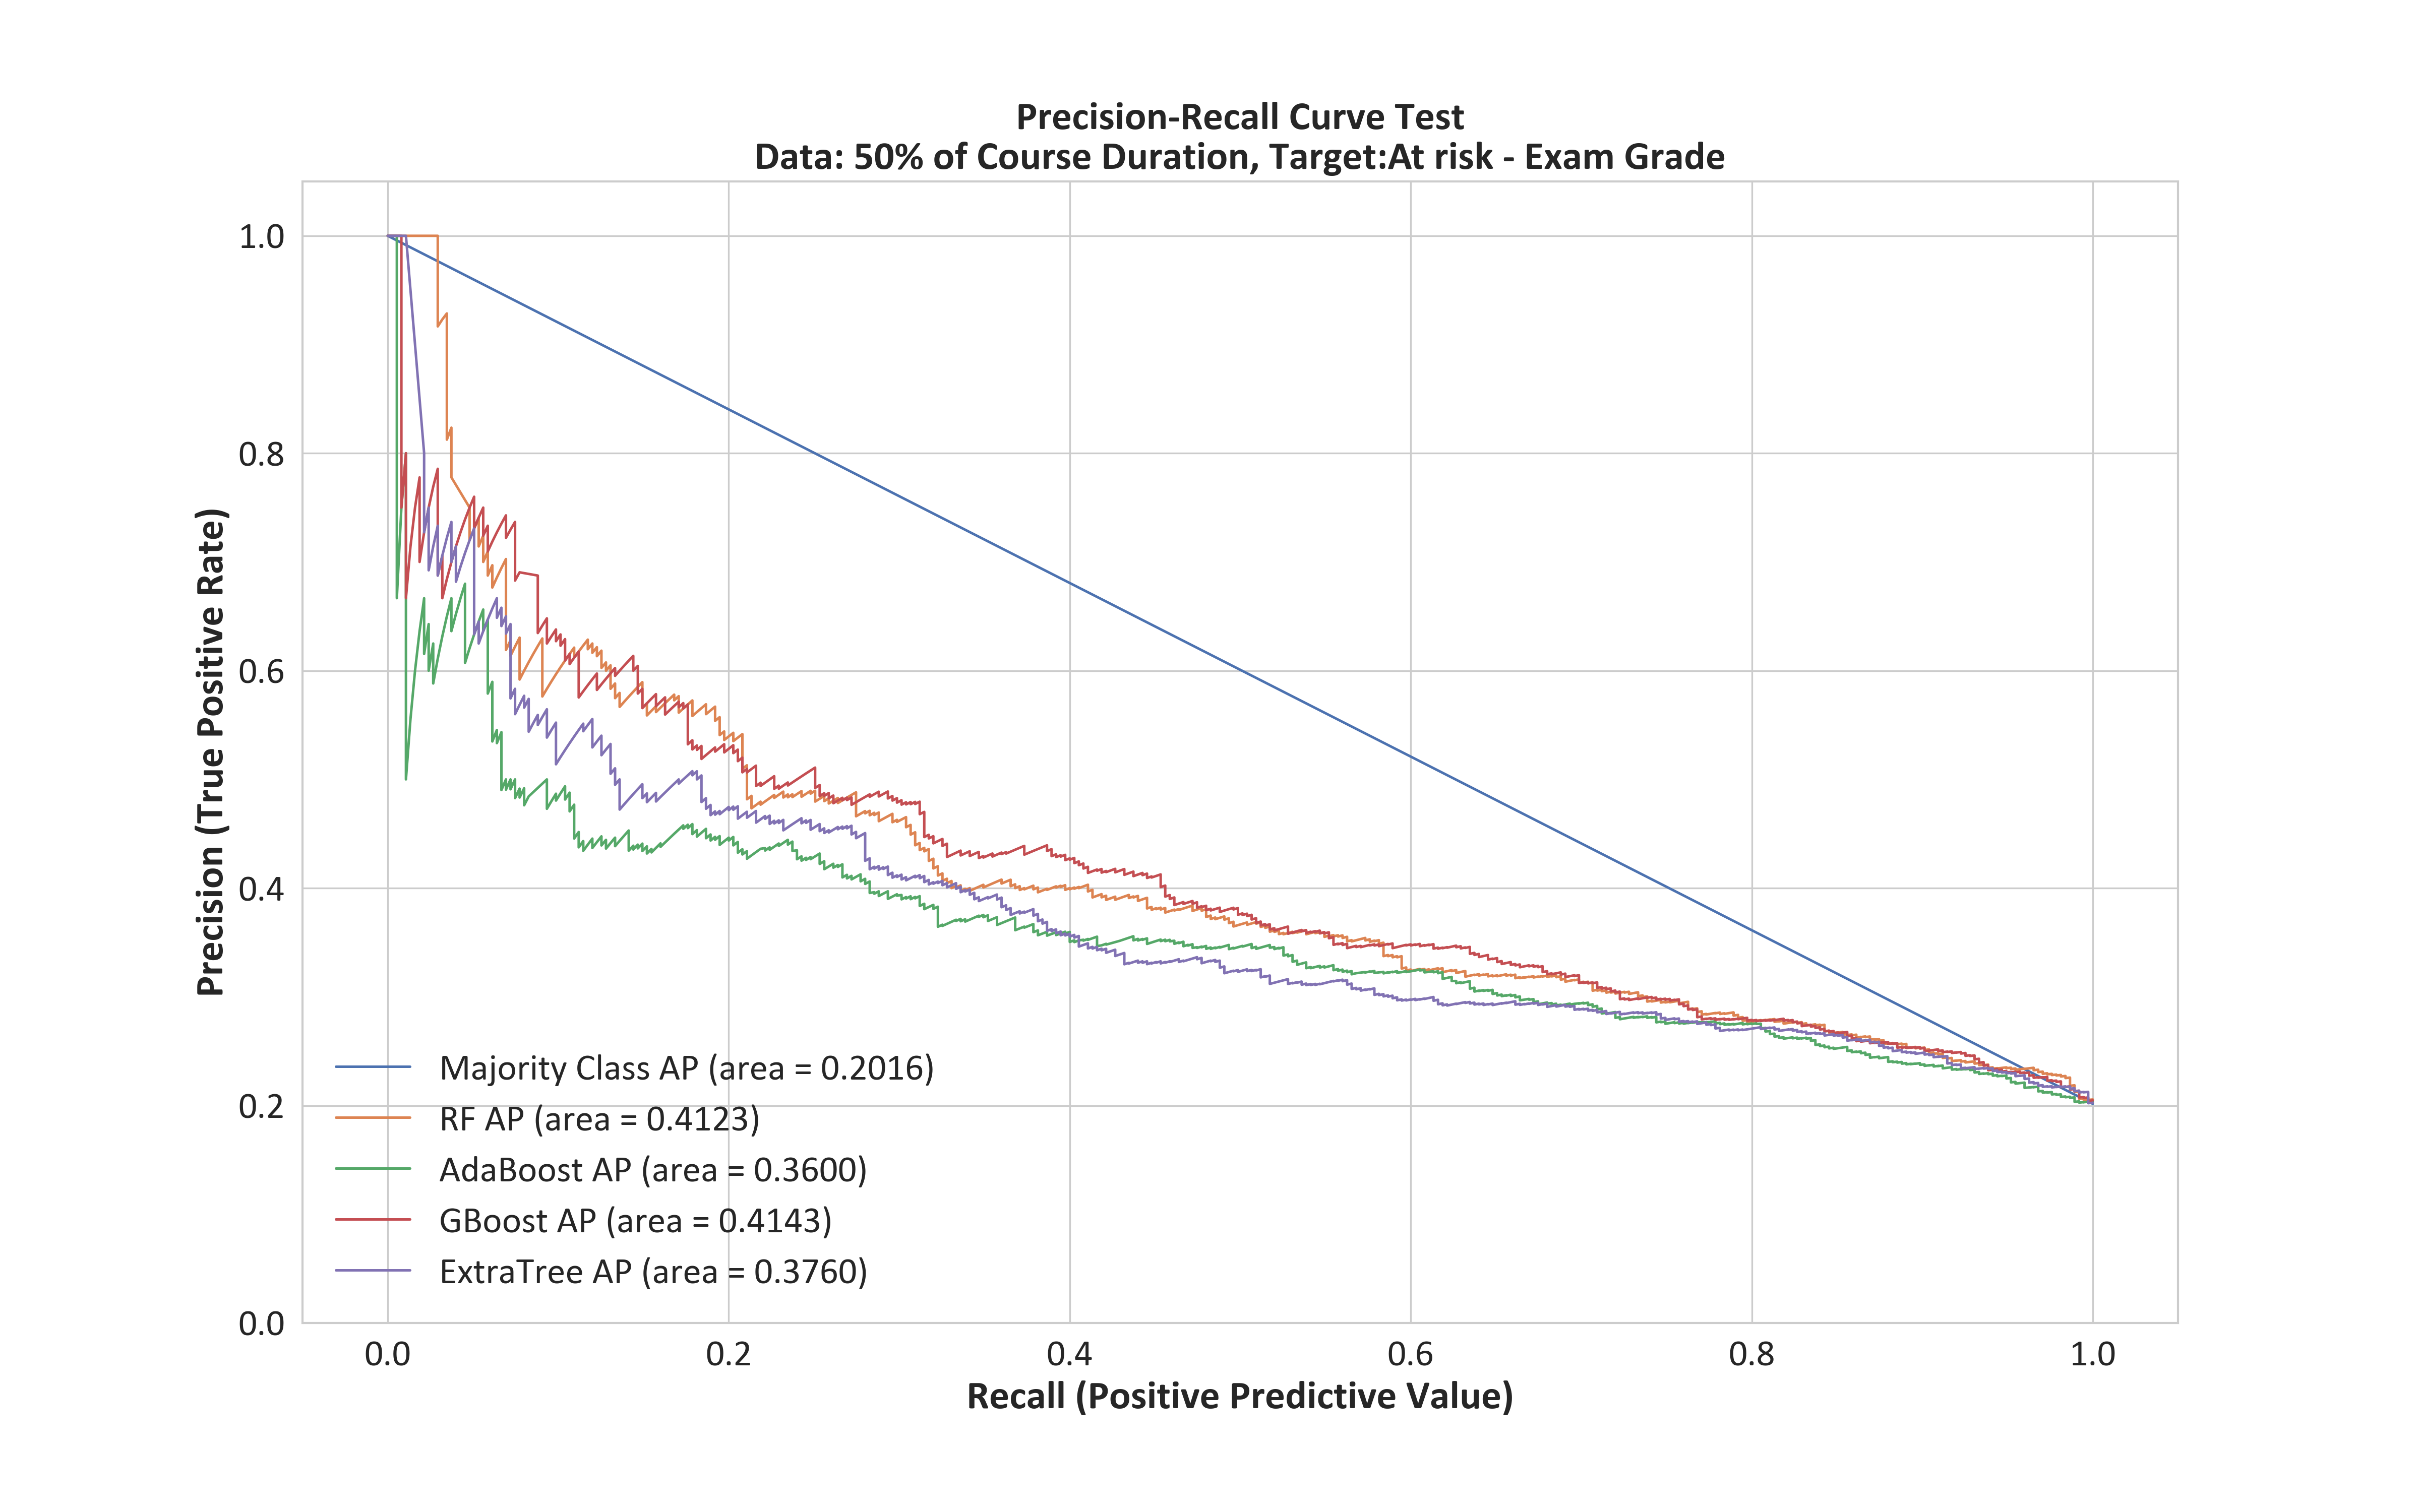 Precision-Recall Curve Test
Data: 50% of Course Duration, Target:At risk - Exam Grade
Precision (True Positive Rate)
1.0
0.8
0.6
0.4
0.2
0.0
Majority Class AP (area = 0.2016)
RF AP (area = 0.4123)
AdaBoost AP (area = 0.3600)
GBoost AP (area = 0.4143)
ExtraTree AP (area = 0.3760)
0.0 0.2 0.4 0.6 0.8 1.0
Recall (Positive Predictive Value)